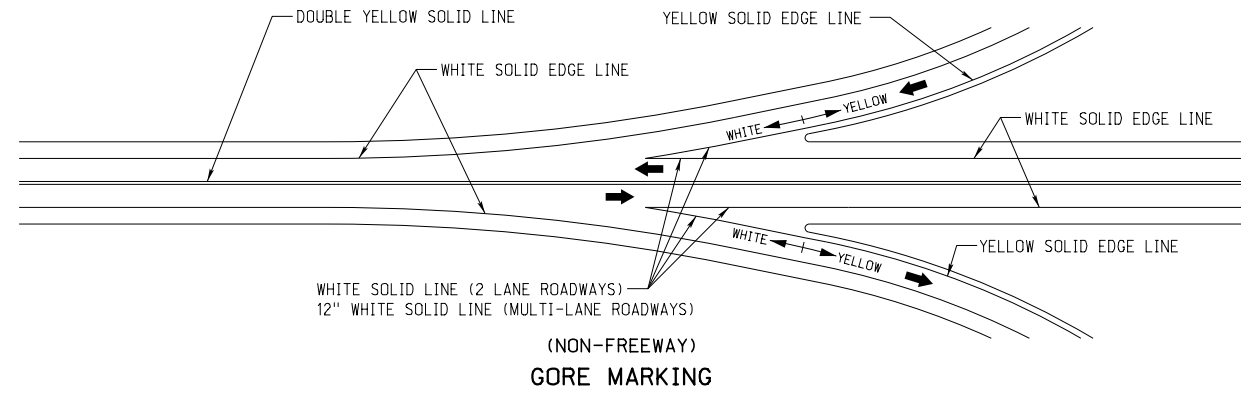 DOUBLE YELLOW SOLID LINE
YELLOW SOLID EDGE LINE
WHITE SOLID EDGE LINE
WHITE YELLOW
WHITE SOLID EDGE LINE
WHITE YELLOW
YELLOW SOLID EDGE LINE
WHITE SOLID LINE (2 LANE ROADWAYS)
12" WHITE SOLID LINE (MULTI-LANE ROADWAYS)
(NON-FREEWAY)
GORE MARKING